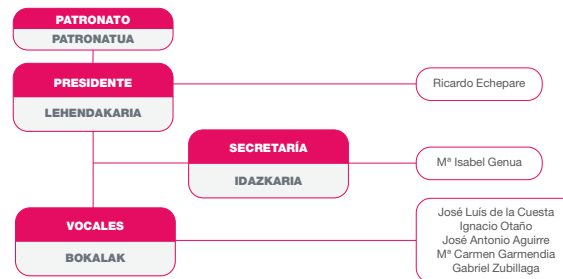 PATRONATO
PATRONATUA
PRESIDENTE
LEHENDAKARIA
Ricardo Echepare
SECRETARÍA
IDAZKARIA
Mª Isabel Genua
VOCALES
BOKALAK
José Luís de la Cuesta
Ignacio Otaño
José Antonio Aguirre
Mª Carmen Garmendia
Gabriel Zubillaga